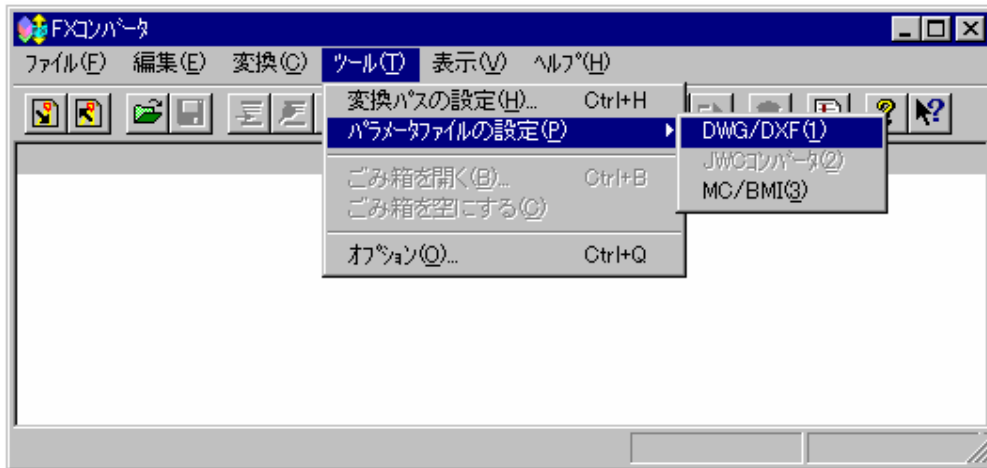 FXｺﾝﾊﾞｰﾀ
ﾌｧｲﾙ(F) 編集(E) 変換(C) ﾂｰﾙ(T) 表示(V) ﾍﾙﾌﾟ(H)
変換ﾊﾟｽの設定(H)... Ctrl+H
ﾊﾟﾗﾒｰﾀﾌｧｲﾙの設定(P)
DWG/DXF(1)
JWCｺﾝﾊﾞｰﾀ(2)
MC/BMI(3)
ごみ箱を開く(B)... Ctrl+B
ごみ箱を空にする(C)
ｵﾌﾟｼｮﾝ(O)... Ctrl+Q